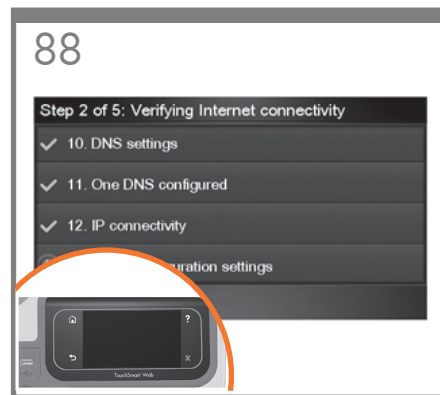 88
Step 2 of 5: Verifying Internet connectivity
10. DNS settings
11. One DNS configured
12. IP connectivity
settings
?
TouchSmart Web